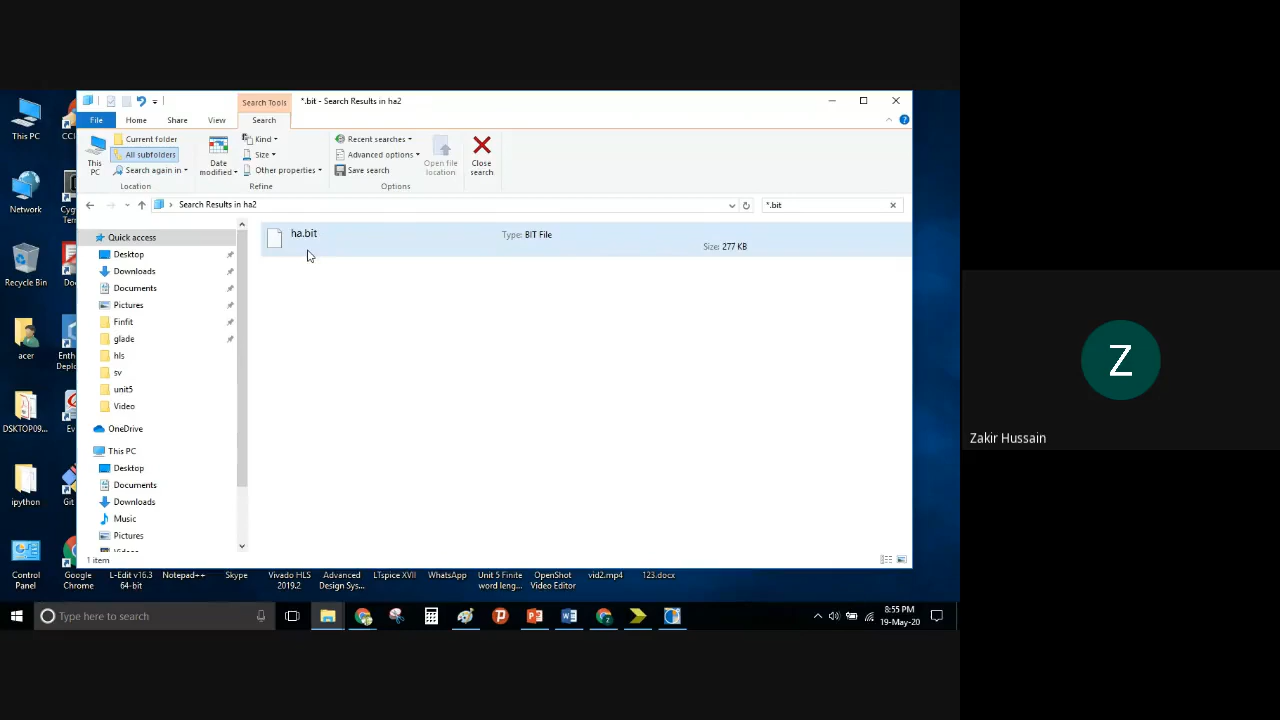 *.bit - Search Results in ha2
Search Tools
File
Home
Share
View
Search
This PC
Current folder
All subfolders
Search again in
Location
Date modified
Kind
Size
Other properties
Refine
Recent searches
Advanced options
Save search
Options
Open file location
Close search
Search Results in ha2
*.bit
Quick access
Desktop
Downloads
Documents
Pictures
Finfit
glade
hls
sv
unit5
Video
OneDrive
This PC
Desktop
Documents
Downloads
Music
Pictures
ha.bit
Type: BIT File
Size: 277 KB
1 item
This PC
Network
Recycle Bin
acer
DSKTOP09...
ipython
Control Panel
Google Chrome
L-Edit v16.3 64-bit
Notepad++
Skype
Vivado HLS 2019.2
Advanced Design Sys...
LTspice XVII
WhatsApp
Unit 5 Finite word leng...
OpenShot Video Editor
vid2.mp4
123.docx
Type here to search
8:55 PM
19-May-20
Z
Zakir Hussain